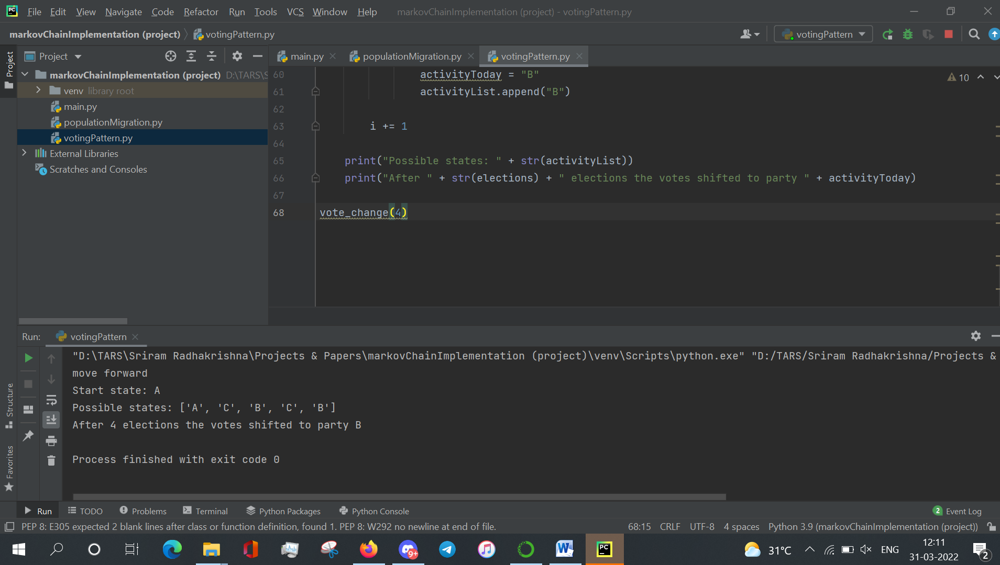 PC File Edit View Navigate Code Refactor Run Tools VCS Window Help markovChainImplementation (project) - votingPattern.py
markovChainImplementation (project) votingPattern.py votingPattern
Project
Project main.py populationMigration.py votingPattern.py
markovChainImplementation (project) D:\TARS\S
venv library root
main.py
populationMigration.py
votingPattern.py
External Libraries
Scratches and Consoles
60 activityToday = "B"
10
61 activityList.append("B")
62
63 i += 1
64
65 print("Possible states: " + str(activityList))
66 print("After " + str(elections) + " elections the votes shifted to party " + activityToday)
67
68 vote_change(4)
Run: votingPattern
"D:\TARS\Sriram Radhakrishna\Projects & Papers\markovChainImplementation (project)\venv\Scripts\python.exe" "D:/TARS/Sriram Radhakrishna/Projects &
move forward
Start state: A
Possible states: ['A', 'C', 'B', 'C', 'B']
After 4 elections the votes shifted to party B
Process finished with exit code 0
Structure
Favorites
Run TODO Problems Terminal Python Packages Python Console 2 Event Log
PEP 8: E305 expected 2 blank lines after class or function definition, found 1. PEP 8: W292 no newline at end of file. 68:15 CRLF UTF-8 4 spaces Python 3.9 (markovChainImplementation (project))
9+ W PC 31°C ENG 12:11
31-03-2022 2